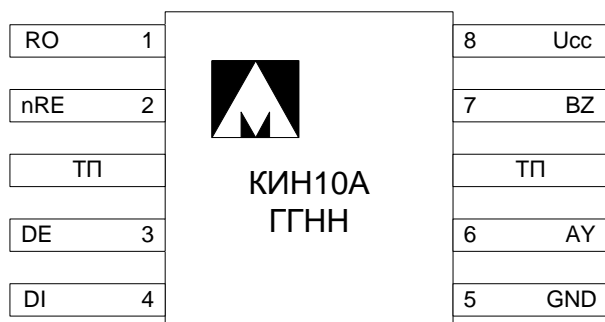 RO 1
8 Ucc
nRE 2
7 BZ
ТП
ТП
КИН10А
ГГНН
DE 3
6 AY
DI 4
5 GND